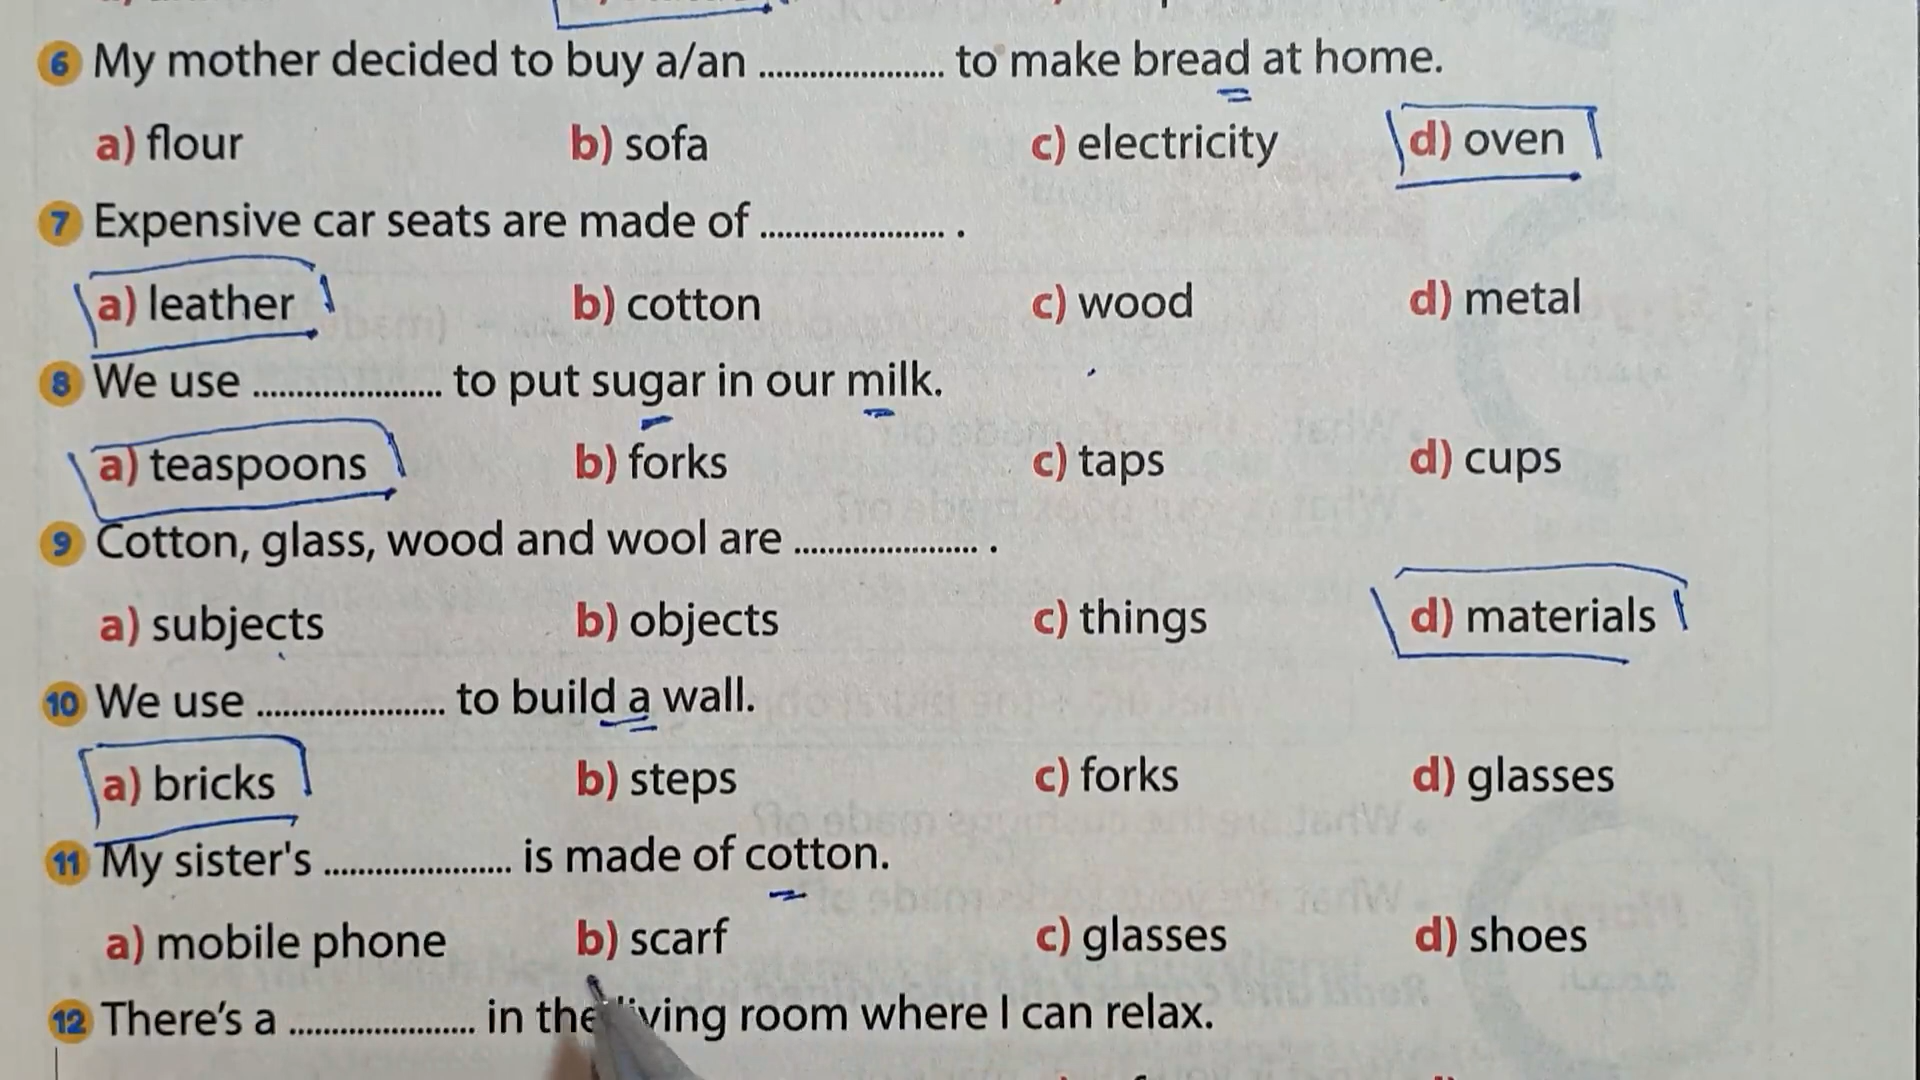 6 My mother decided to buy a/an ...................... to make bread at home.
a) flour b) sofa c) electricity d) oven
7 Expensive car seats are made of ...................... .
a) leather b) cotton c) wood d) metal
8 We use ...................... to put sugar in our milk.
a) teaspoons b) forks c) taps d) cups
9 Cotton, glass, wood and wool are ...................... .
a) subjects b) objects c) things d) materials
10 We use ...................... to build a wall.
a) bricks b) steps c) forks d) glasses
11 My sister's ...................... is made of cotton.
a) mobile phone b) scarf c) glasses d) shoes
12 There's a ...................... in the living room where I can relax.